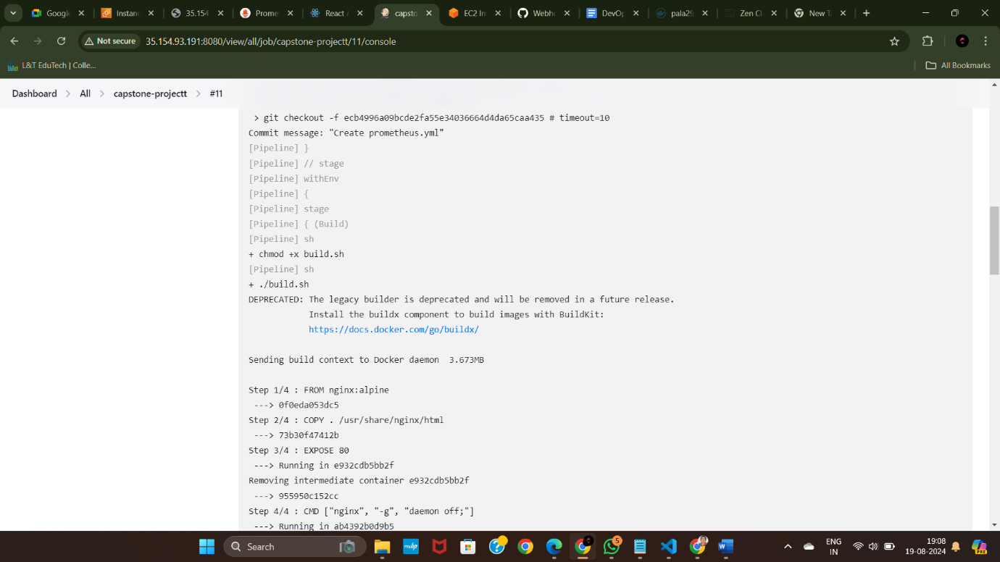 Google
Instanc
35.154
Prome
React A
capsto
EC2 Ins
Webho
DevOp
pala29
Zen Cl
New T
Not secure
35.154.93.191:8080/view/all/job/capstone-projectt/11/console
L&T EduTech | Colle...
All Bookmarks
Dashboard > All > capstone-projectt > #11
> git checkout -f ecb4996a09bcde2fa55e34036664d4da65caa435 # timeout=10
Commit message: "Create prometheus.yml"
[Pipeline] }
[Pipeline] // stage
[Pipeline] withEnv
[Pipeline] {
[Pipeline] stage
[Pipeline] { (Build)
[Pipeline] sh
+ chmod +x build.sh
[Pipeline] sh
+ ./build.sh
DEPRECATED: The legacy builder is deprecated and will be removed in a future release.
Install the buildx component to build images with BuildKit:
https://docs.docker.com/go/buildx/
Sending build context to Docker daemon  3.673MB
Step 1/4 : FROM nginx:alpine
---> 0f0eda053dc5
Step 2/4 : COPY . /usr/share/nginx/html
---> 73b30f47412b
Step 3/4 : EXPOSE 80
---> Running in e932cdb5bb2f
Removing intermediate container e932cdb5bb2f
---> 955950c152cc
Step 4/4 : CMD ["nginx", "-g", "daemon off;"]
---> Running in ab4392b0d9b5
Search
5
ENG
IN
19:08
19-08-2024